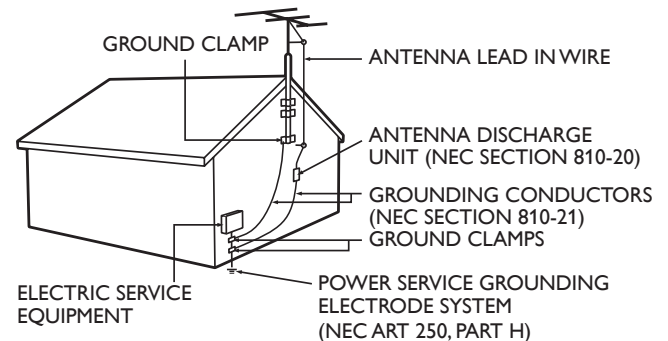 GROUND CLAMP
ANTENNA LEAD IN WIRE
ANTENNA DISCHARGE
UNIT (NEC SECTION 810-20)
GROUNDING CONDUCTORS
(NEC SECTION 810-21)
GROUND CLAMPS
ELECTRIC SERVICE
EQUIPMENT
POWER SERVICE GROUNDING
ELECTRODE SYSTEM
(NEC ART 250, PART H)